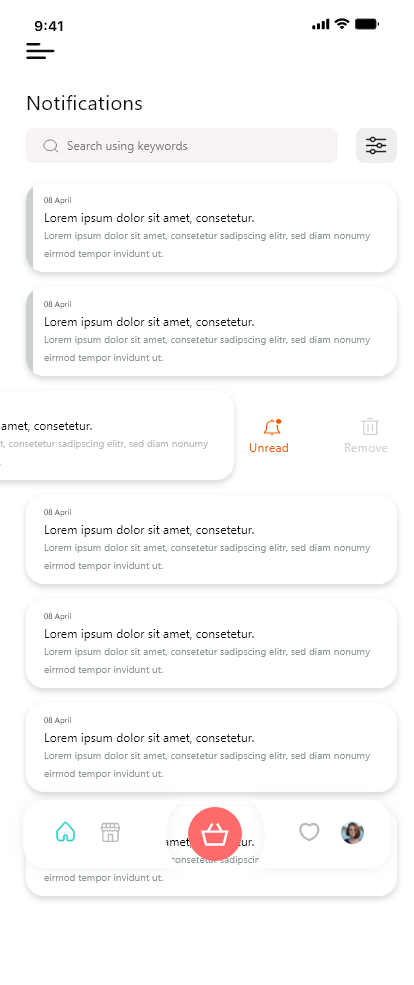 9:41
Notifications
Search using keywords
08 April
Lorem ipsum dolor sit amet, consetetur.
Lorem ipsum dolor sit amet, consetetur sadipscing elitr, sed diam nonumy
eirmod tempor invidunt ut.
08 April
Lorem ipsum dolor sit amet, consetetur.
Lorem ipsum dolor sit amet, consetetur sadipscing elitr, sed diam nonumy
eirmod tempor invidunt ut.
amet, consetetur.
t, consetetur sadipscing elitr, sed diam nonumy
.
Unread
Remove
08 April
Lorem ipsum dolor sit amet, consetetur.
Lorem ipsum dolor sit amet, consetetur sadipscing elitr, sed diam nonumy
eirmod tempor invidunt ut.
08 April
Lorem ipsum dolor sit amet, consetetur.
Lorem ipsum dolor sit amet, consetetur sadipscing elitr, sed diam nonumy
eirmod tempor invidunt ut.
08 April
Lorem ipsum dolor sit amet, consetetur.
Lorem ipsum dolor sit amet, consetetur sadipscing elitr, sed diam nonumy
eirmod tempor invidunt ut.
eirmod tempor invidunt ut.